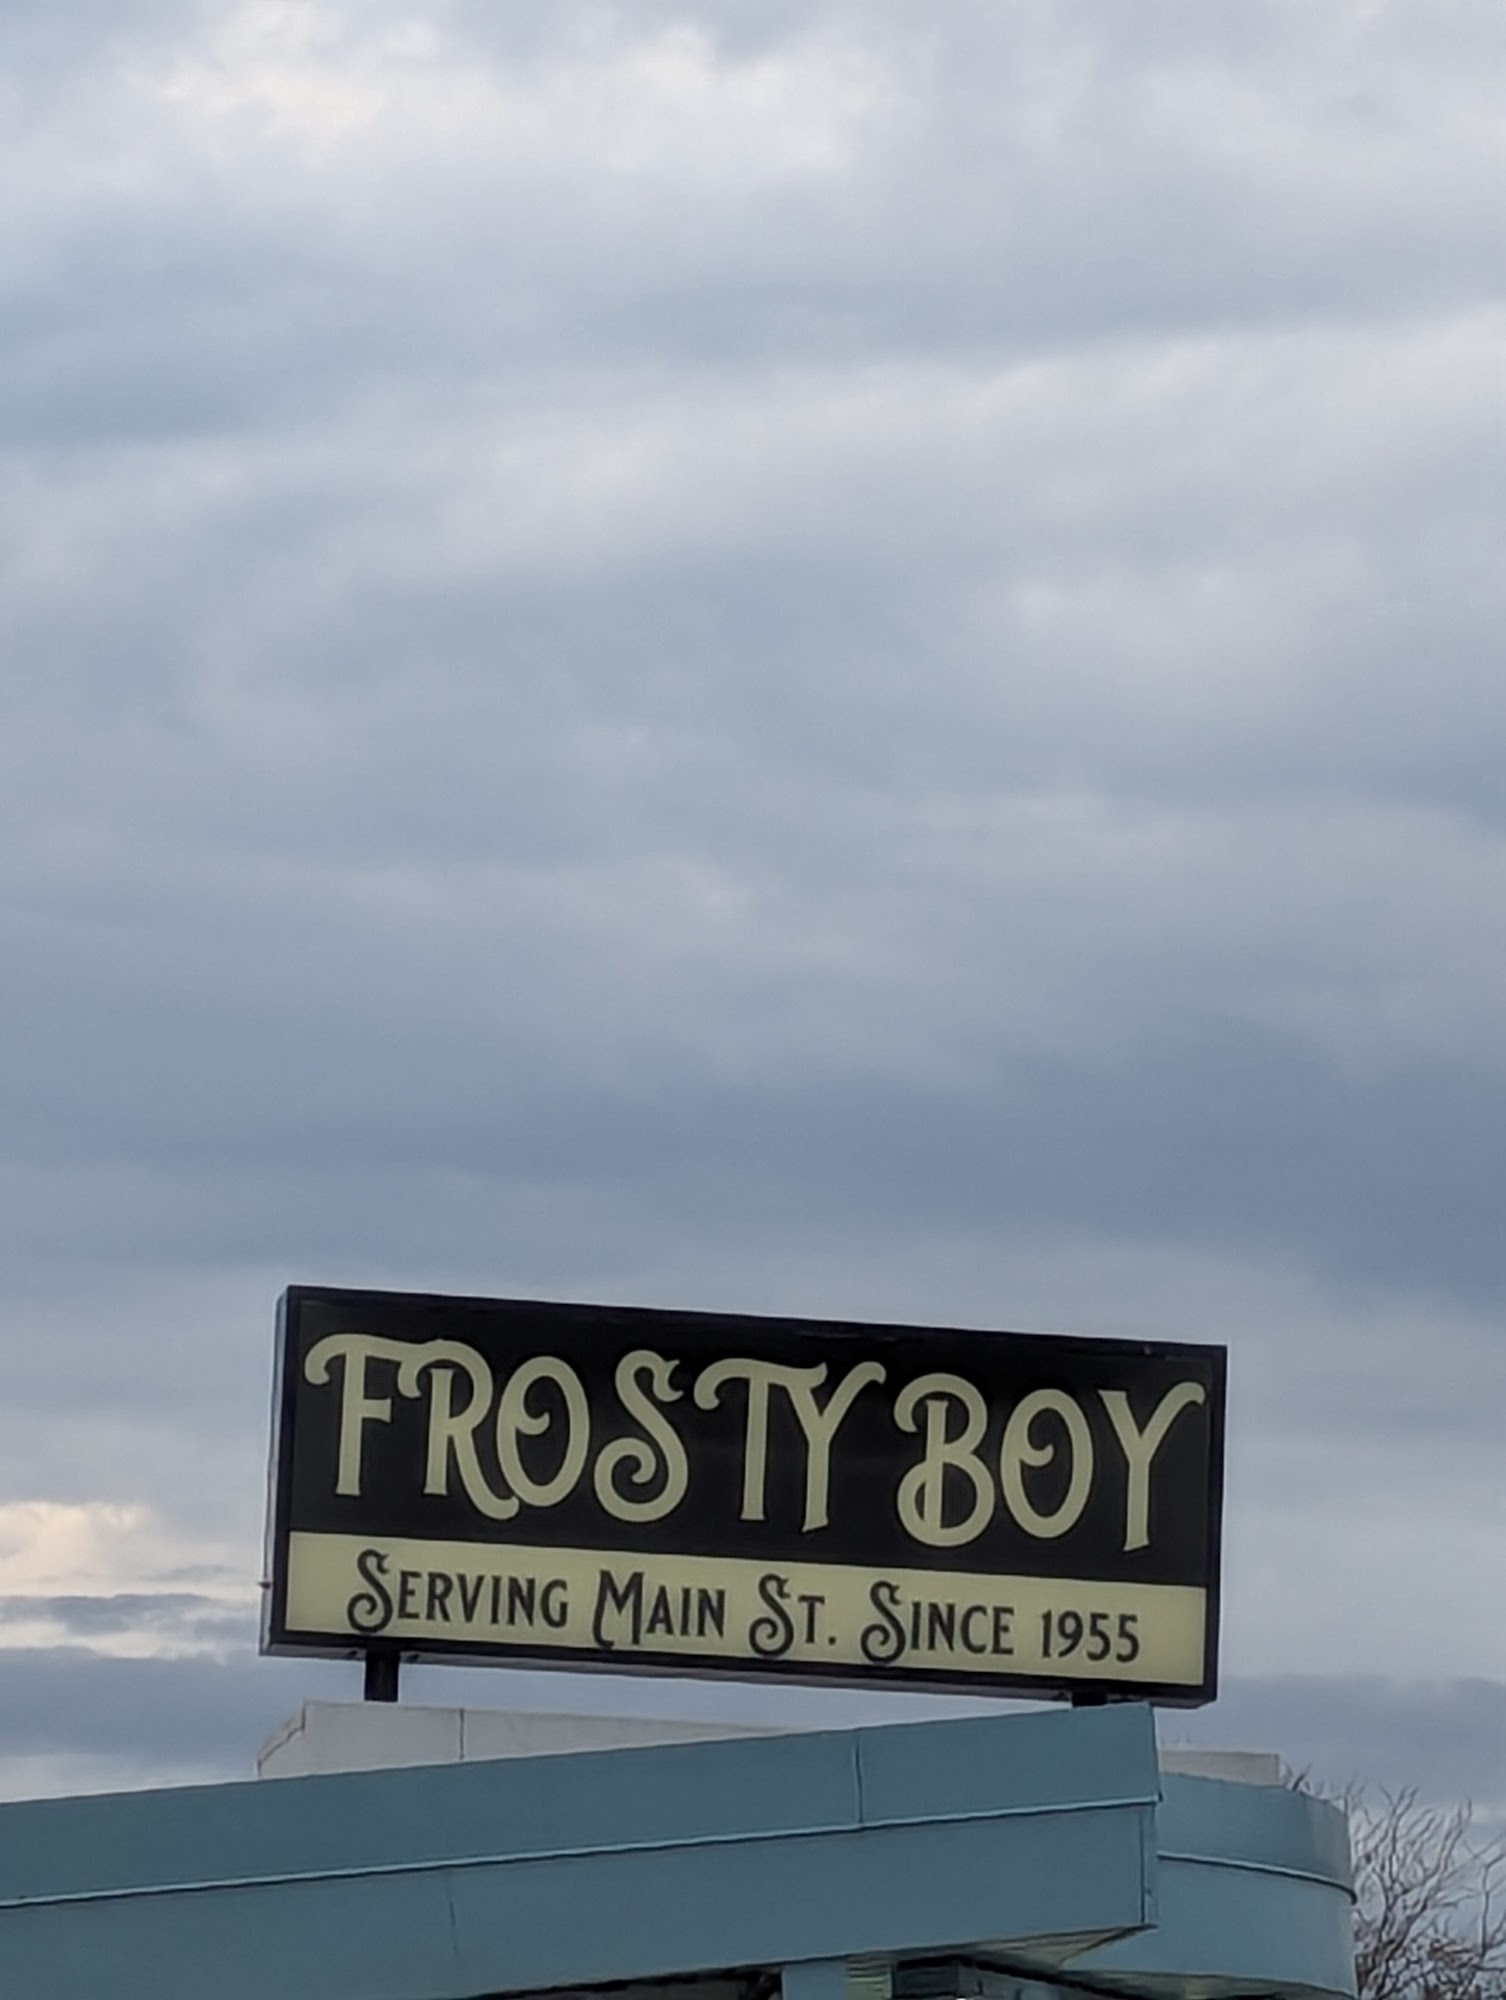 FROSTY BOY
SERVING MAIN ST. SINCE 1955